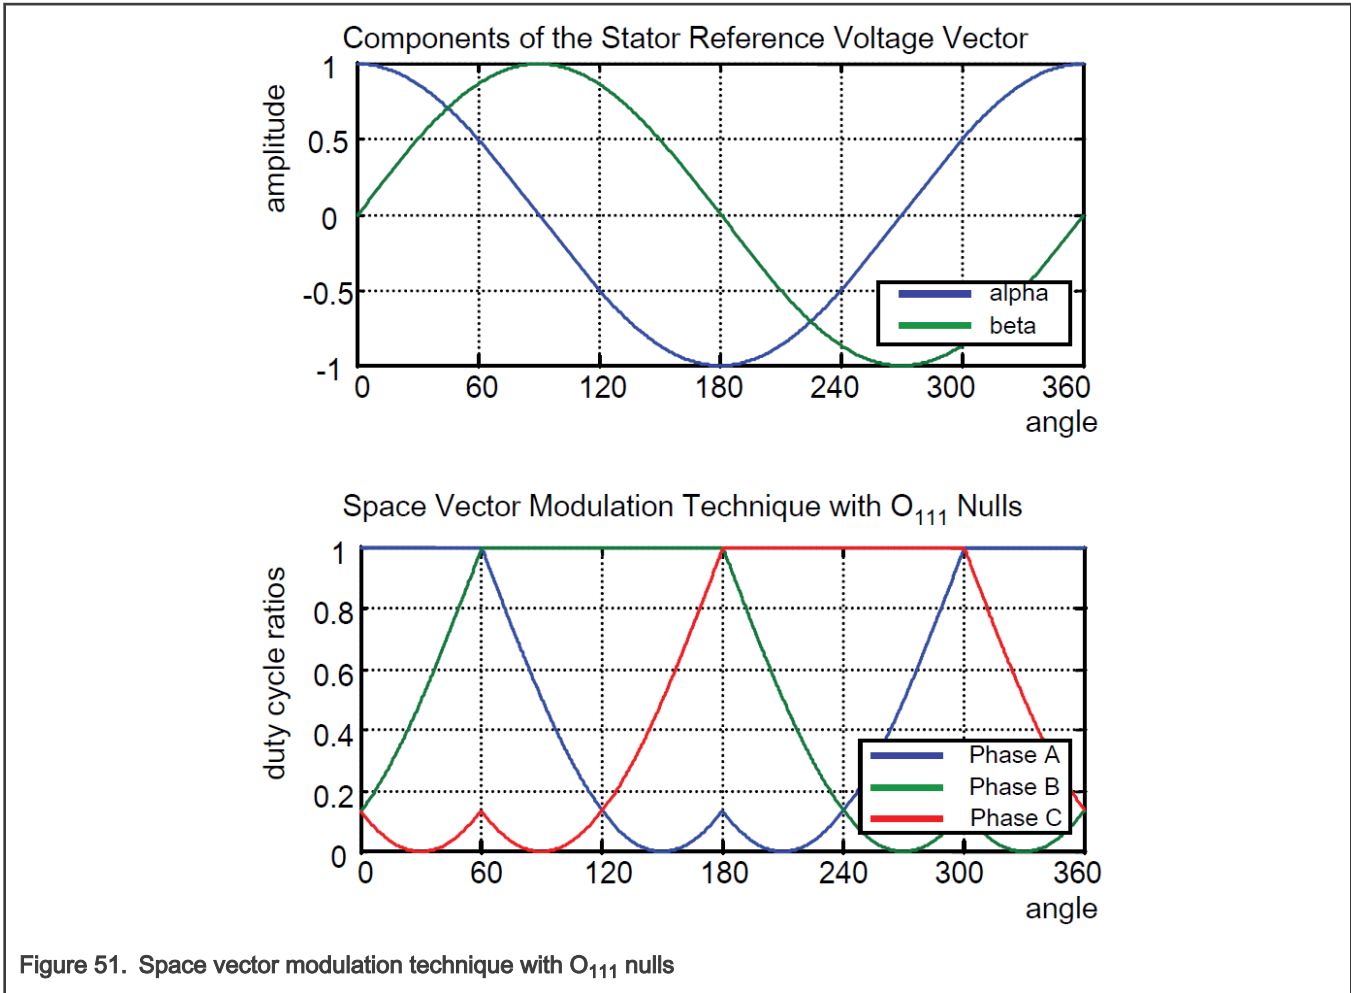 Components of the Stator Reference Voltage Vector
amplitude
1
0.5
0
-0.5
-1
0 60 120 180 240 300 360
angle
alpha
beta
Space Vector Modulation Technique with O111 Nulls
duty cycle ratios
1
0.8
0.6
0.4
0.2
0
0 60 120 180 240 300 360
angle
Phase A
Phase B
Phase C
Figure 51. Space vector modulation technique with O111 nulls